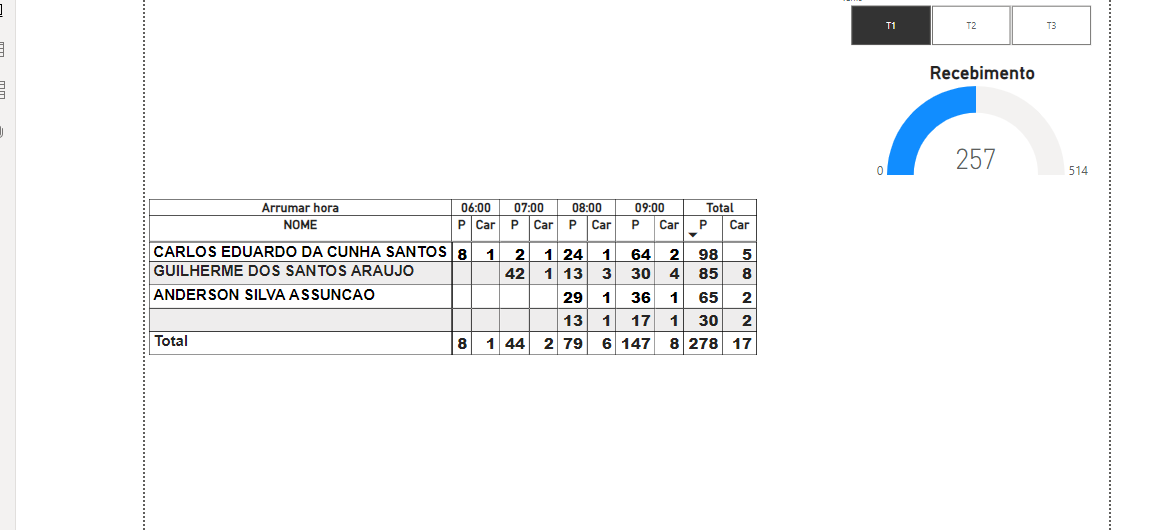 T1 T2 T3
Recebimento
257
0 514
Arrumar hora 06:00 07:00 08:00 09:00 Total
NOME P Car P Car P Car P Car P Car
CARLOS EDUARDO DA CUNHA SANTOS 8 1 2 1 24 1 64 2 98 5
GUILHERME DOS SANTOS ARAUJO 42 1 13 3 30 4 85 8
ANDERSON SILVA ASSUNCAO 29 1 36 1 65 2
13 1 17 1 30 2
Total 8 1 44 2 79 6 147 8 278 17